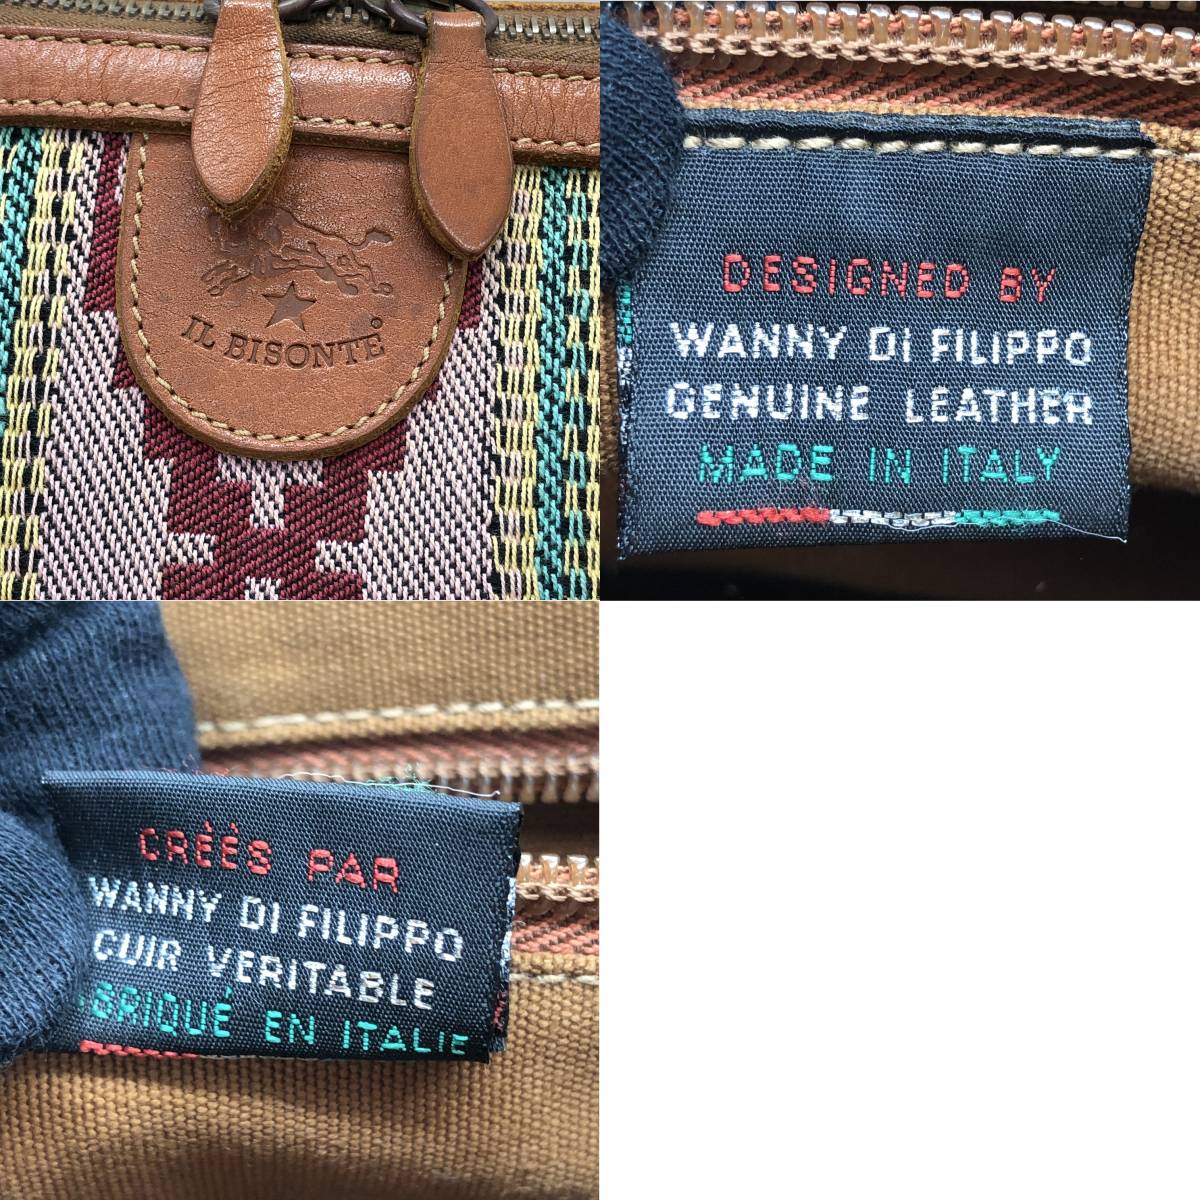 IL BISONTE
DESIGNED BY
WANNY DI FILIPPO
GENUINE LEATHER
MADE IN ITALY
CRÉÈS PAR
WANNY DI FILIPPO
CUIR VERITABLE
BRIQUÉ EN ITALIE